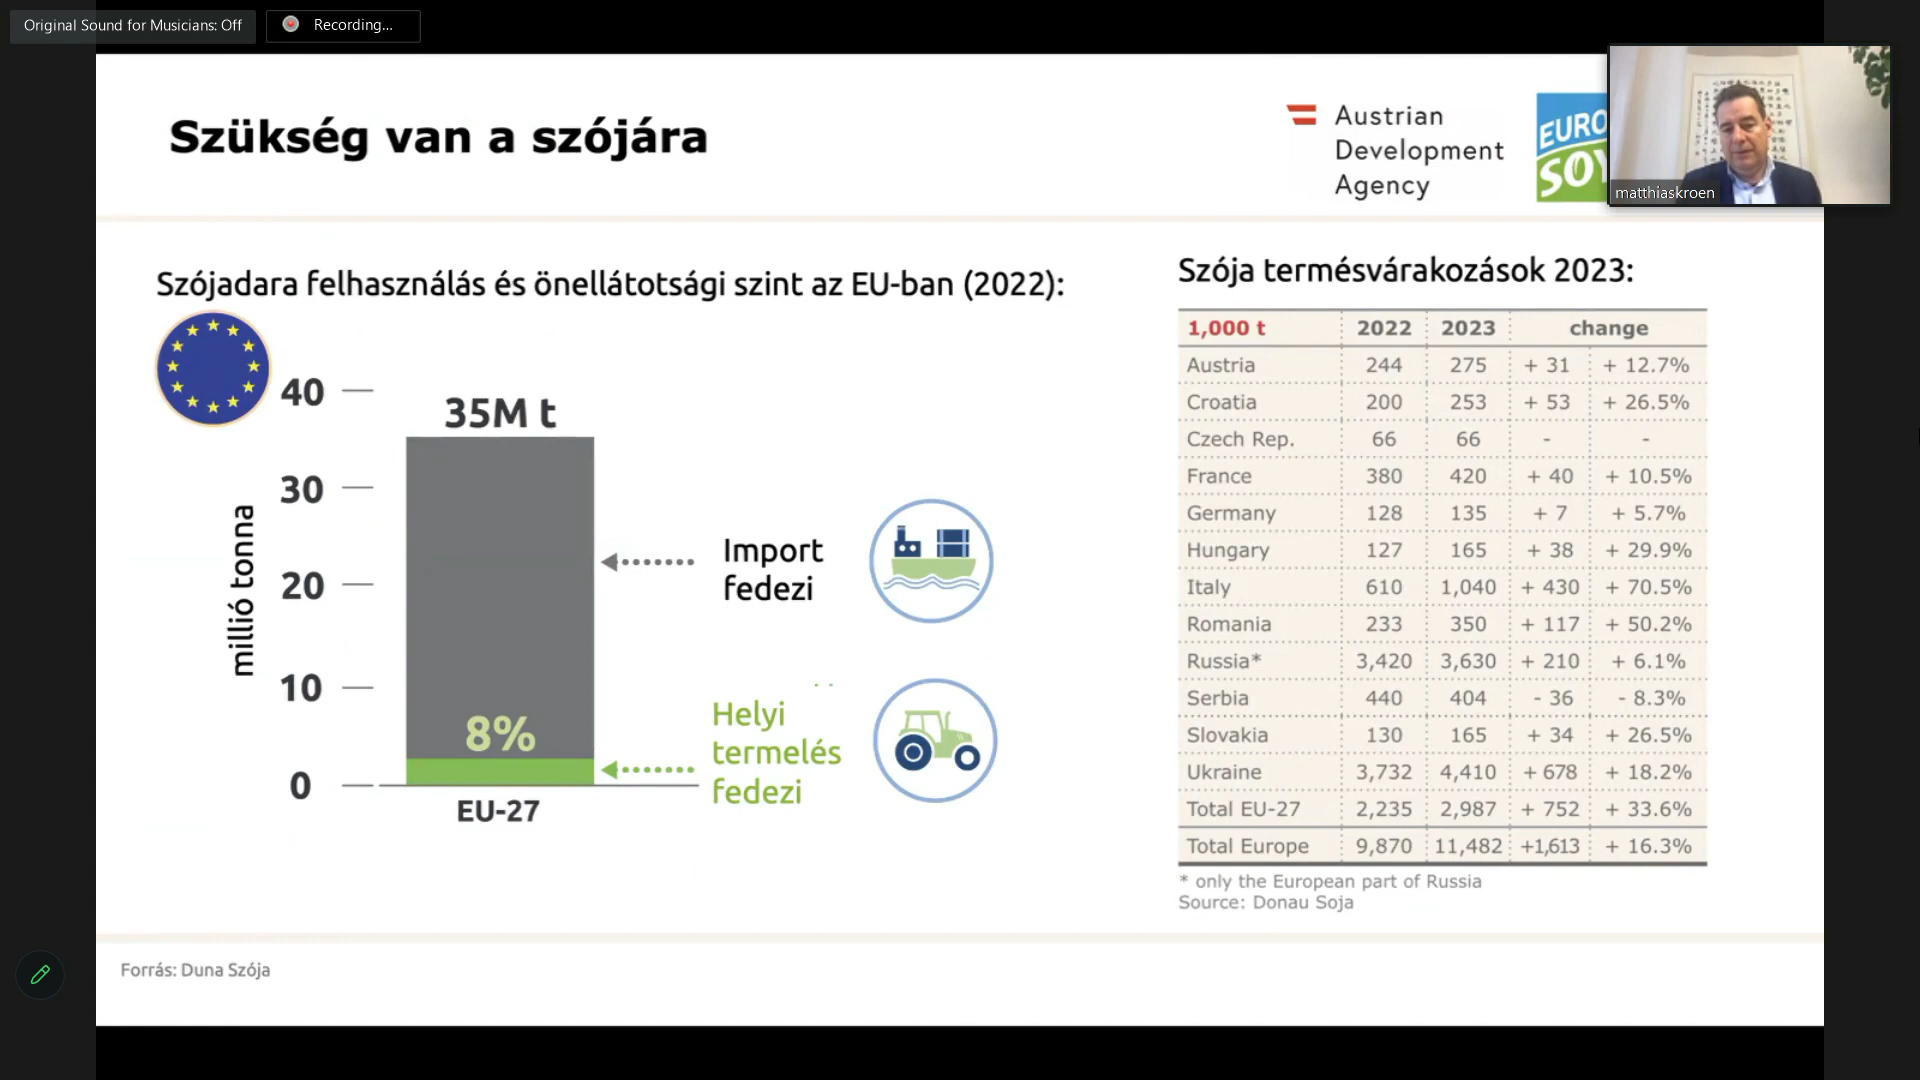 Original Sound for Musicians: Off
Recording...
Szükség van a szójára
Austrian
Development
Agency
EURO
matthiaskroen
Szójadara felhasználás és önellátotsági szint az EU-ban (2022):
40
35M t
30
20
10
0
millió tonna
8%
EU-27
Import
fedezi
Helyi
termelés
fedezi
Szója termésvárakozások 2023:
1,000 t 2022 2023 change
Austria 244 275 + 31 + 12.7%
Croatia 200 253 + 53 + 26.5%
Czech Rep. 66 66 - -
France 380 420 + 40 + 10.5%
Germany 128 135 + 7 + 5.7%
Hungary 127 165 + 38 + 29.9%
Italy 610 1,040 + 430 + 70.5%
Romania 233 350 + 117 + 50.2%
Russia* 3,420 3,630 + 210 + 6.1%
Serbia 440 404 - 36 - 8.3%
Slovakia 130 165 + 34 + 26.5%
Ukraine 3,732 4,410 + 678 + 18.2%
Total EU-27 2,235 2,987 + 752 + 33.6%
Total Europe 9,870 11,482 +1,613 + 16.3%
* only the European part of Russia
Source: Donau Soja
Forrás: Duna Szója